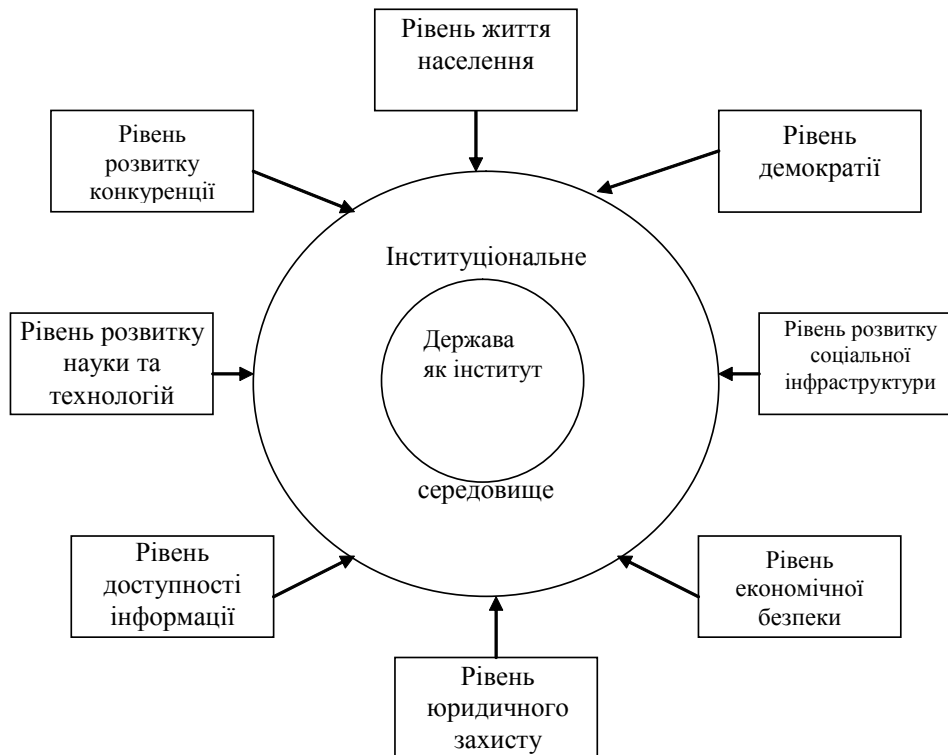 Рівень життя
населення
Рівень
розвитку
конкуренції
Рівень
демократії
Інституціональне
Держава
як інститут
середовище
Рівень розвитку
науки та
технологій
Рівень розвитку
соціальної
інфраструктури
Рівень
доступності
інформації
Рівень
економічної
безпеки
Рівень
юридичного
захисту